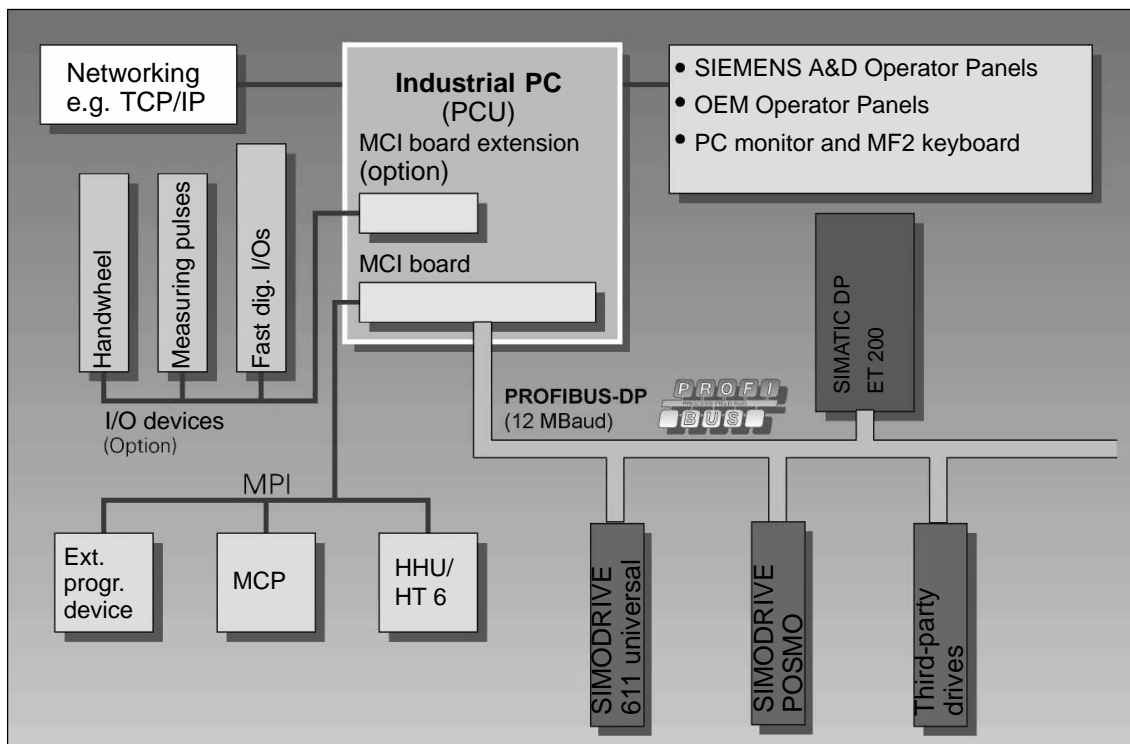 Networking
e.g. TCP/IP
Industrial PC
(PCU)
MCI board extension
(option)
MCI board
• SIEMENS A&D Operator Panels
• OEM Operator Panels
• PC monitor and MF2 keyboard
Handwheel
Measuring pulses
Fast dig. I/Os
I/O devices
(Option)
SIMATIC DP
ET 200
PROFIBUS-DP
(12 MBaud)
PROFI
PROCESS FIELD BUS
BUS
MPI
Ext.
progr.
device
MCP
HHU/
HT 6
SIMODRIVE
611 universal
SIMODRIVE
POSMO
Third-party
drives